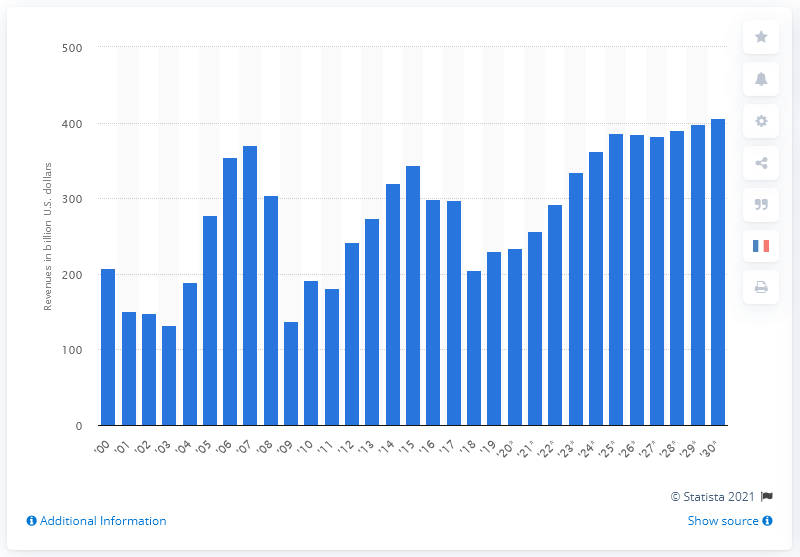 500
400
300
200
100
0
Revenues in billion U.S. dollars
'00 '01 '02 '03 '04 '05 '06 '07 '08 '09 '10 '11 '12 '13 '14 '15 '16 '17 '18 '19 '20* '21* '22* '23* '24* '25* '26* '27* '28* '29* '30*
© Statista 2021
Additional Information
Show source